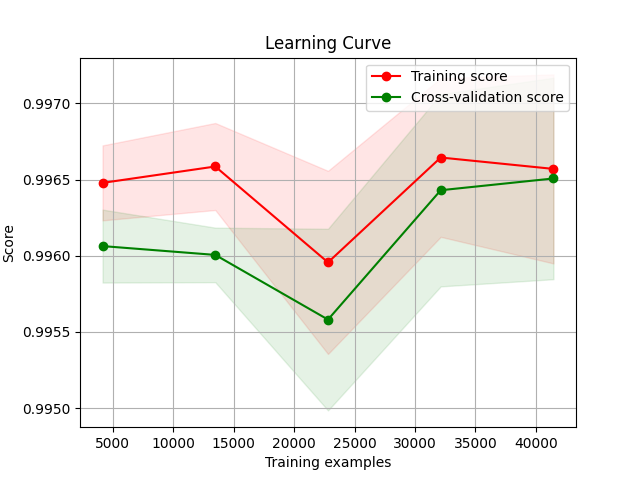 Learning Curve
Training score
Cross-validation score
0.9970
0.9965
0.9960
0.9955
0.9950
Score
5000 10000 15000 20000 25000 30000 35000 40000
Training examples